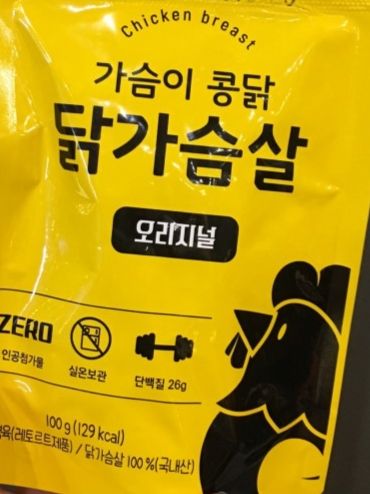 Chicken breast
가슴이 콩닭
닭가슴살
오리지널
ZERO
인공첨가물
실온보관
단백질 26g
100 g (129 kcal)
(레토르트제품) / 닭가슴살 100 % (국내산)